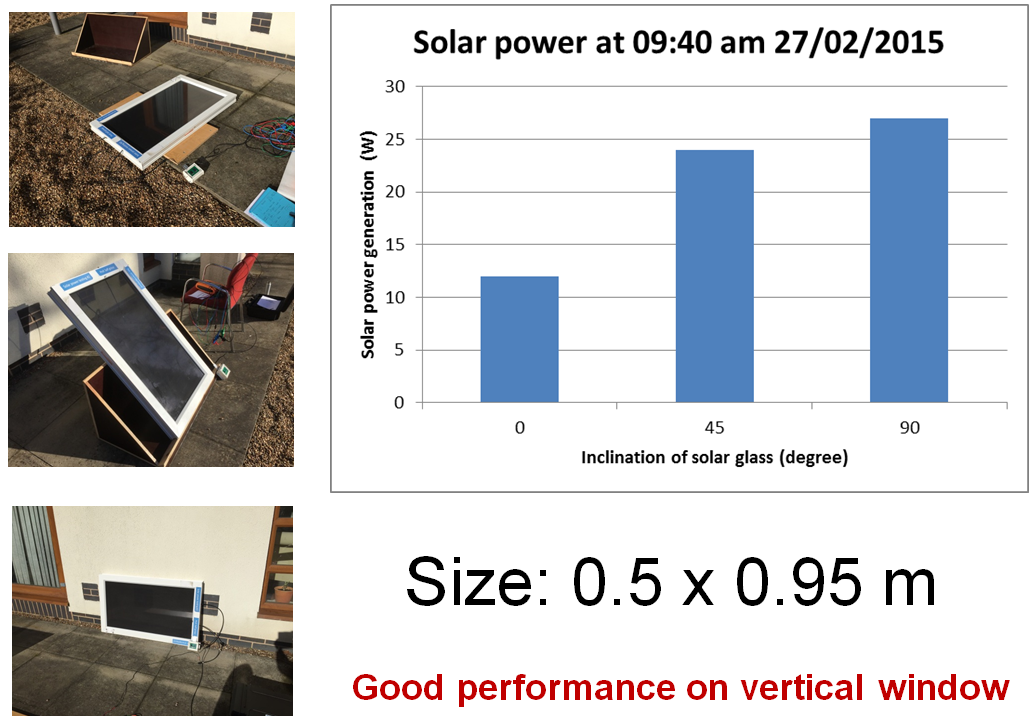 Solar power at 09:40 am 27/02/2015
Solar power generation (W)
30
25
20
15
10
5
0
0 45 90
Inclination of solar glass (degree)
Size: 0.5 x 0.95 m
Good performance on vertical window